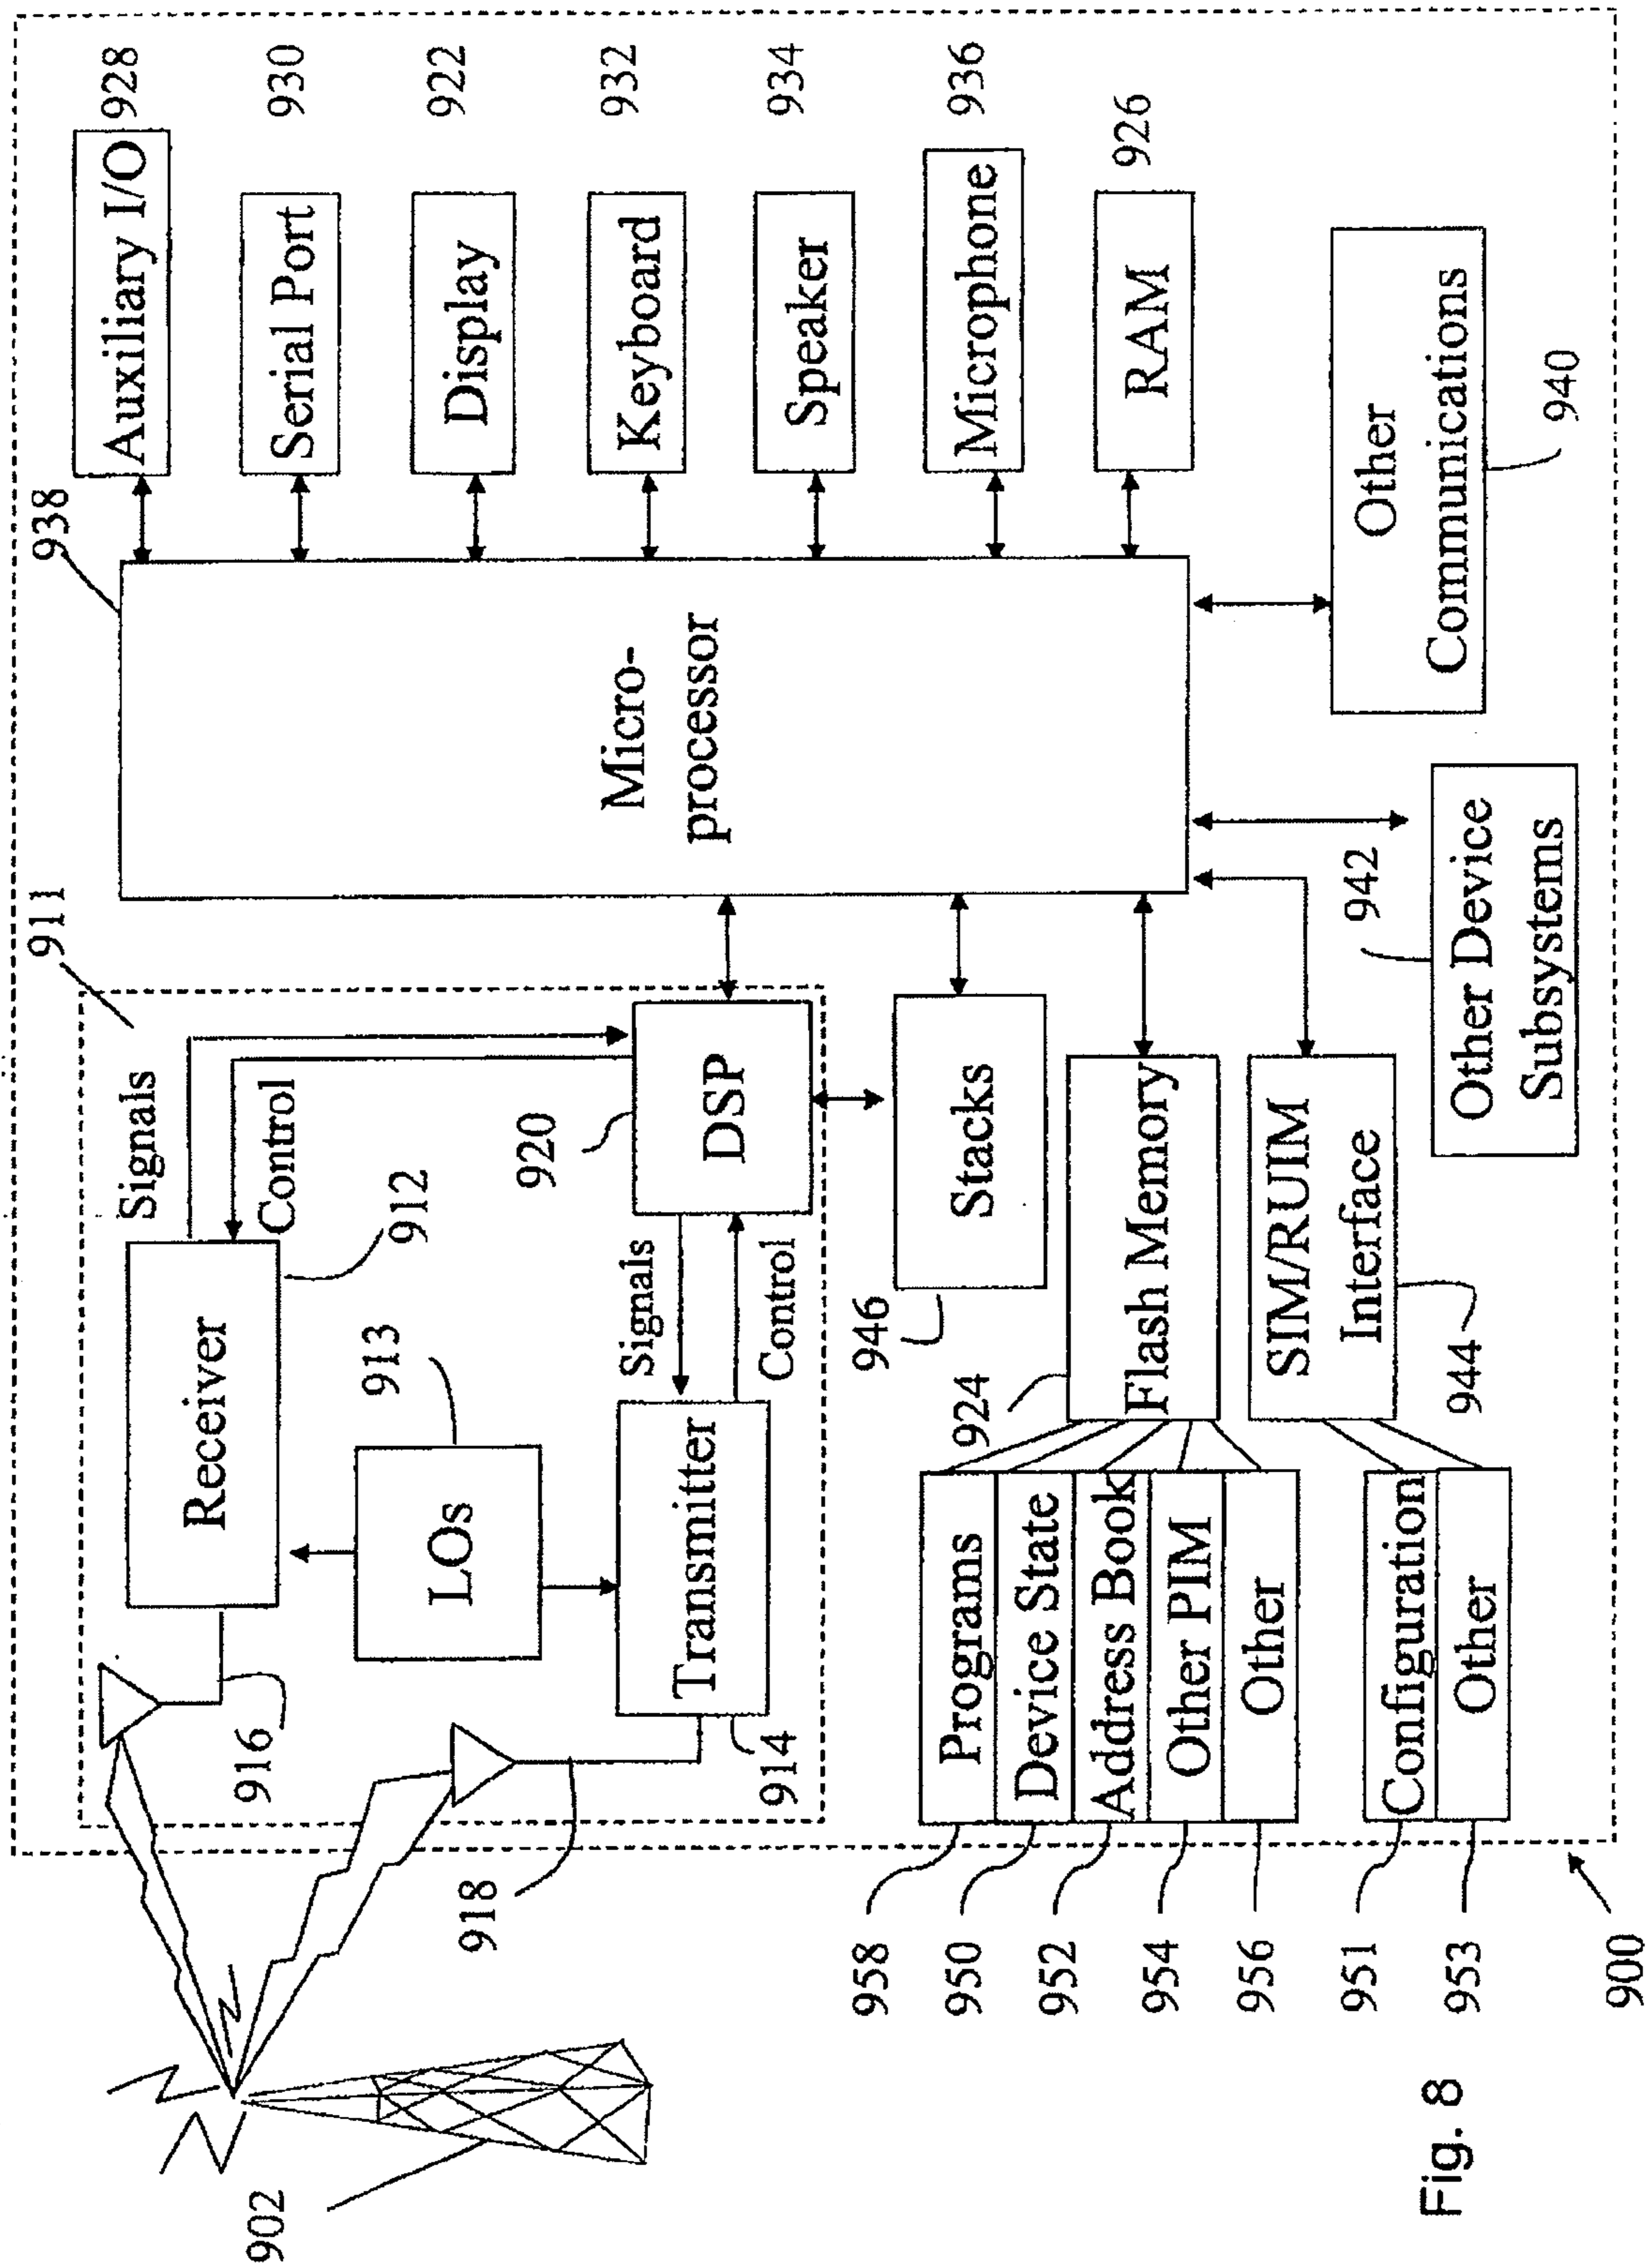 902
916
918
911
Signals
Control
Receiver
912
LOs
913
Signals
Control
Transmitter
914
920
DSP
938
Micro-
processor
Auxiliary I/O
928
Serial Port
930
Display
922
Keyboard
932
Speaker
934
Microphone
936
RAM
926
Stacks
946
Flash Memory
924
SIM/RUIM
Interface
944
Other Device
Subsystems
942
Other
Communications
940
958
Programs
950
Device State
952
Address Book
954
Other PIM
956
Other
951
Configuration
953
Other
900
Fig. 8